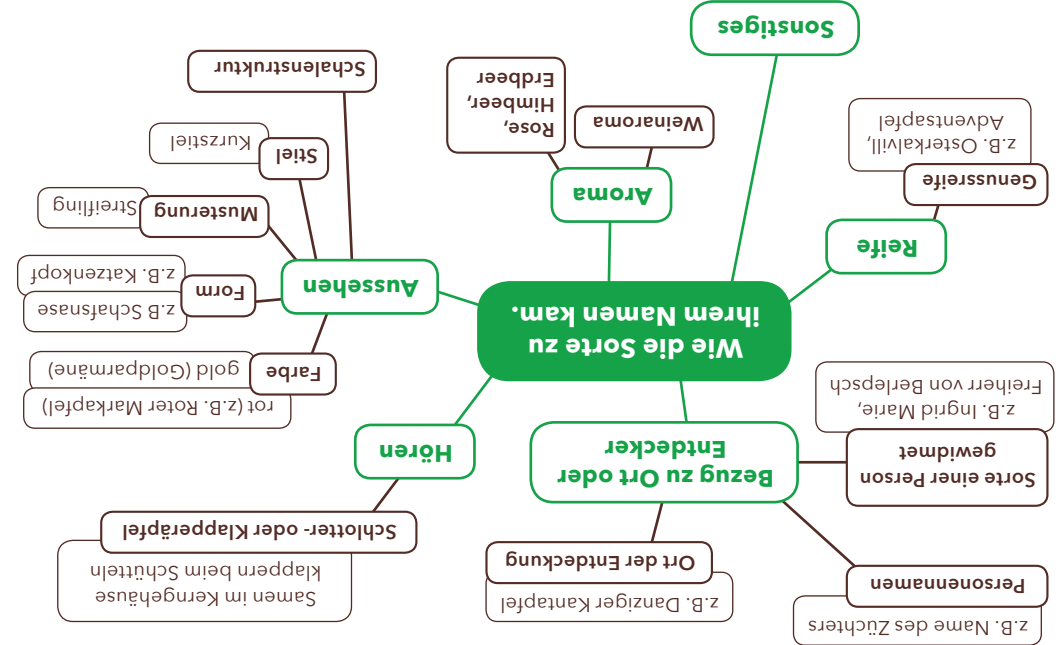 z.B. Name des Züchters
Personennamen
z.B. Danziger Kantapfel
Ort der Entdeckung
Samen im Kerngehäuse
klappern beim Schütteln
Schlotter- oder Klapperäpfel
Sorte einer Person
gewidmet
z.B. Ingrid Marie,
Freiherr von Berlepsch
Bezug zu Ort oder
Entdecker
Hören
rot (z.B. Roter Markapfel)
Farbe
gold (Goldparmäne)
Wie die Sorte zu
ihrem Namen kam.
Aussehen
z.B Schafsnase
Form
z.B. Katzenkopf
Reife
Genussreife
z.B. Osterkalvill,
Adventsapfel
Aroma
Weinaroma
Rose,
Himbeer,
Erdbeer
Musterung
Streifling
Stiel
Kurzstiel
Schalenstruktur
Sonstiges